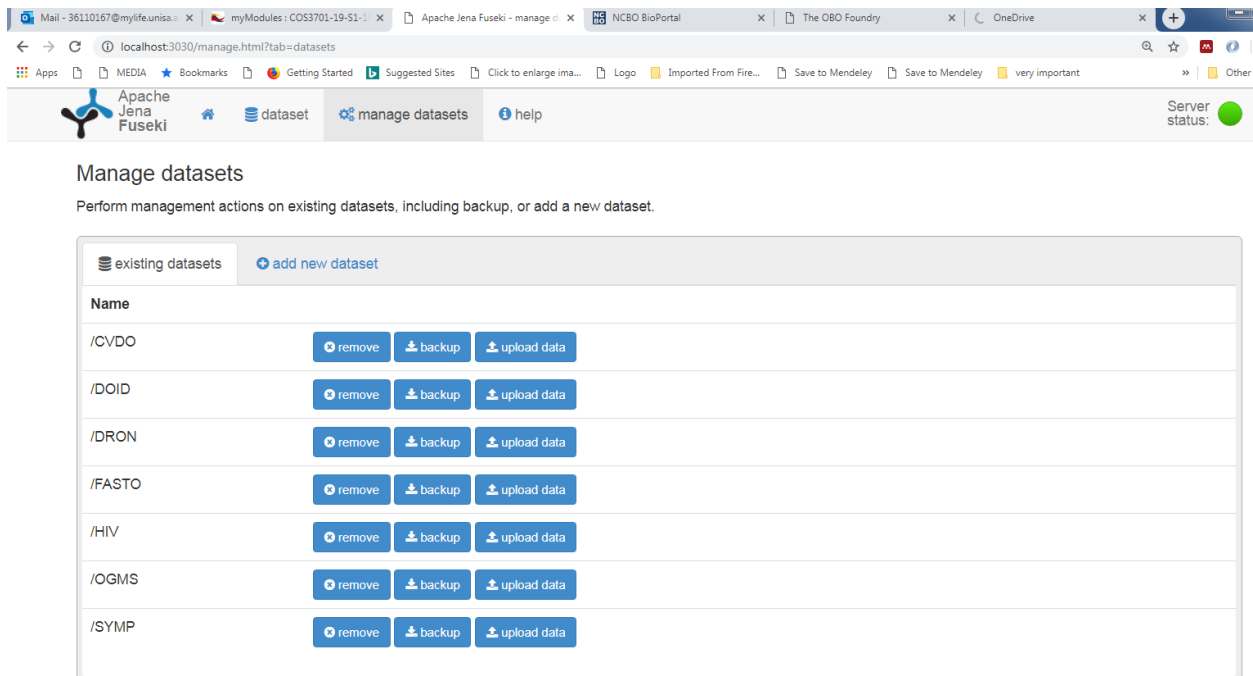 Mail - 36110167@mylife.unisa.a
myModules : COS3701-19-S1-1
Apache Jena Fuseki - manage d
NCBO BioPortal
The OBO Foundry
OneDrive
localhost:3030/manage.html?tab=datasets
Apps MEDIA Bookmarks Getting Started Suggested Sites Click to enlarge ima... Logo Imported From Fire... Save to Mendeley Save to Mendeley very important » Other
Apache
Jena
Fuseki
dataset manage datasets help
Server
status:
Manage datasets
Perform management actions on existing datasets, including backup, or add a new dataset.
existing datasets add new dataset
Name
/CVDO remove backup upload data
/DOID remove backup upload data
/DRON remove backup upload data
/FASTO remove backup upload data
/HIV remove backup upload data
/OGMS remove backup upload data
/SYMP remove backup upload data